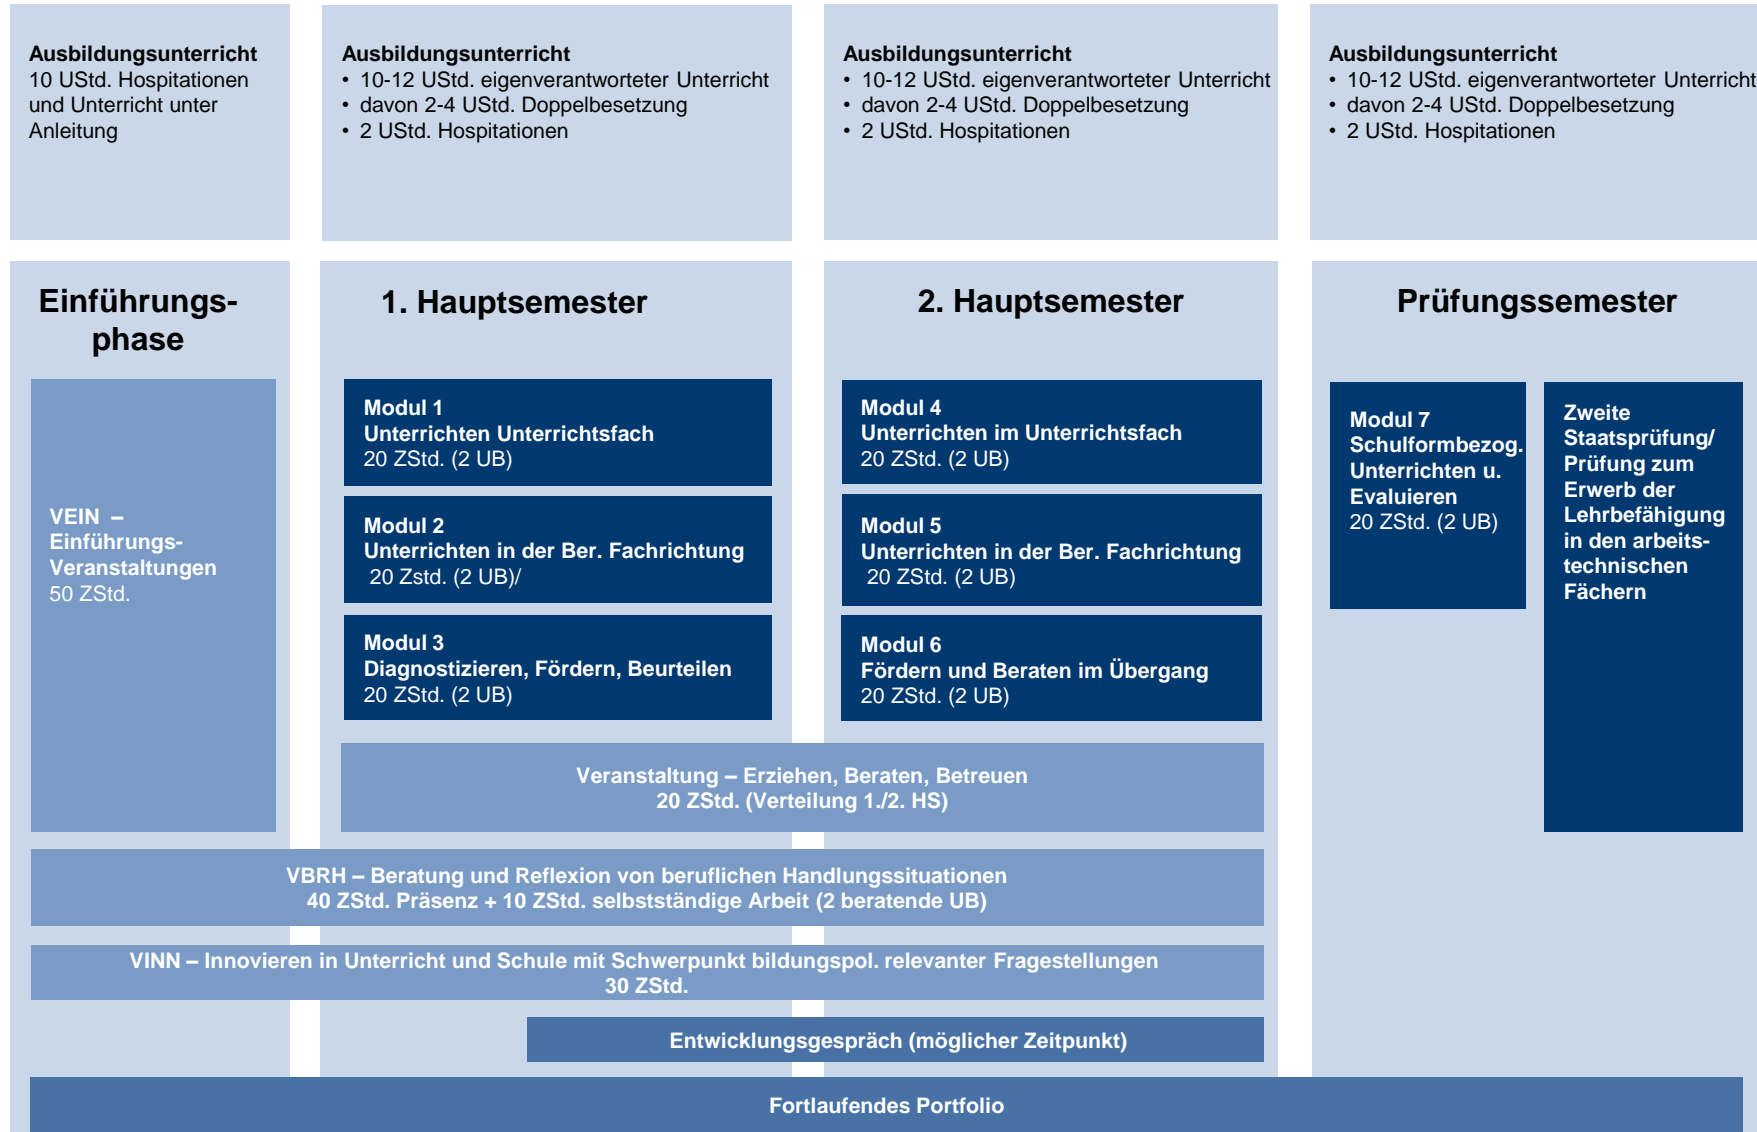 Ausbildungsunterricht
10 UStd. Hospitationen
und Unterricht unter
Anleitung
Ausbildungsunterricht
• 10-12 UStd. eigenverantworteter Unterricht
• davon 2-4 UStd. Doppelbesetzung
• 2 UStd. Hospitationen
Ausbildungsunterricht
• 10-12 UStd. eigenverantworteter Unterricht
• davon 2-4 UStd. Doppelbesetzung
• 2 UStd. Hospitationen
Ausbildungsunterricht
• 10-12 UStd. eigenverantworteter Unterricht
• davon 2-4 UStd. Doppelbesetzung
• 2 UStd. Hospitationen
Einführungs-
phase
1. Hauptsemester
2. Hauptsemester
Prüfungssemester
VEIN –
Einführungs-
Veranstaltungen
50 ZStd.
Modul 1
Unterrichten Unterrichtsfach
20 ZStd. (2 UB)
Modul 2
Unterrichten in der Ber. Fachrichtung
20 Zstd. (2 UB)/
Modul 3
Diagnostizieren, Fördern, Beurteilen
20 ZStd. (2 UB)
Modul 4
Unterrichten im Unterrichtsfach
20 ZStd. (2 UB)
Modul 5
Unterrichten in der Ber. Fachrichtung
20 ZStd. (2 UB)
Modul 6
Fördern und Beraten im Übergang
20 ZStd. (2 UB)
Modul 7
Schulformbezog.
Unterrichten u.
Evaluieren
20 ZStd. (2 UB)
Zweite
Staatsprüfung/
Prüfung zum
Erwerb der
Lehrbefähigung
in den arbeits-
technischen
Fächern
Veranstaltung – Erziehen, Beraten, Betreuen
20 ZStd. (Verteilung 1./2. HS)
VBRH – Beratung und Reflexion von beruflichen Handlungssituationen
40 ZStd. Präsenz + 10 ZStd. selbstständige Arbeit (2 beratende UB)
VINN – Innovieren in Unterricht und Schule mit Schwerpunkt bildungspol. relevanter Fragestellungen
30 ZStd.
Entwicklungsgespräch (möglicher Zeitpunkt)
Fortlaufendes Portfolio